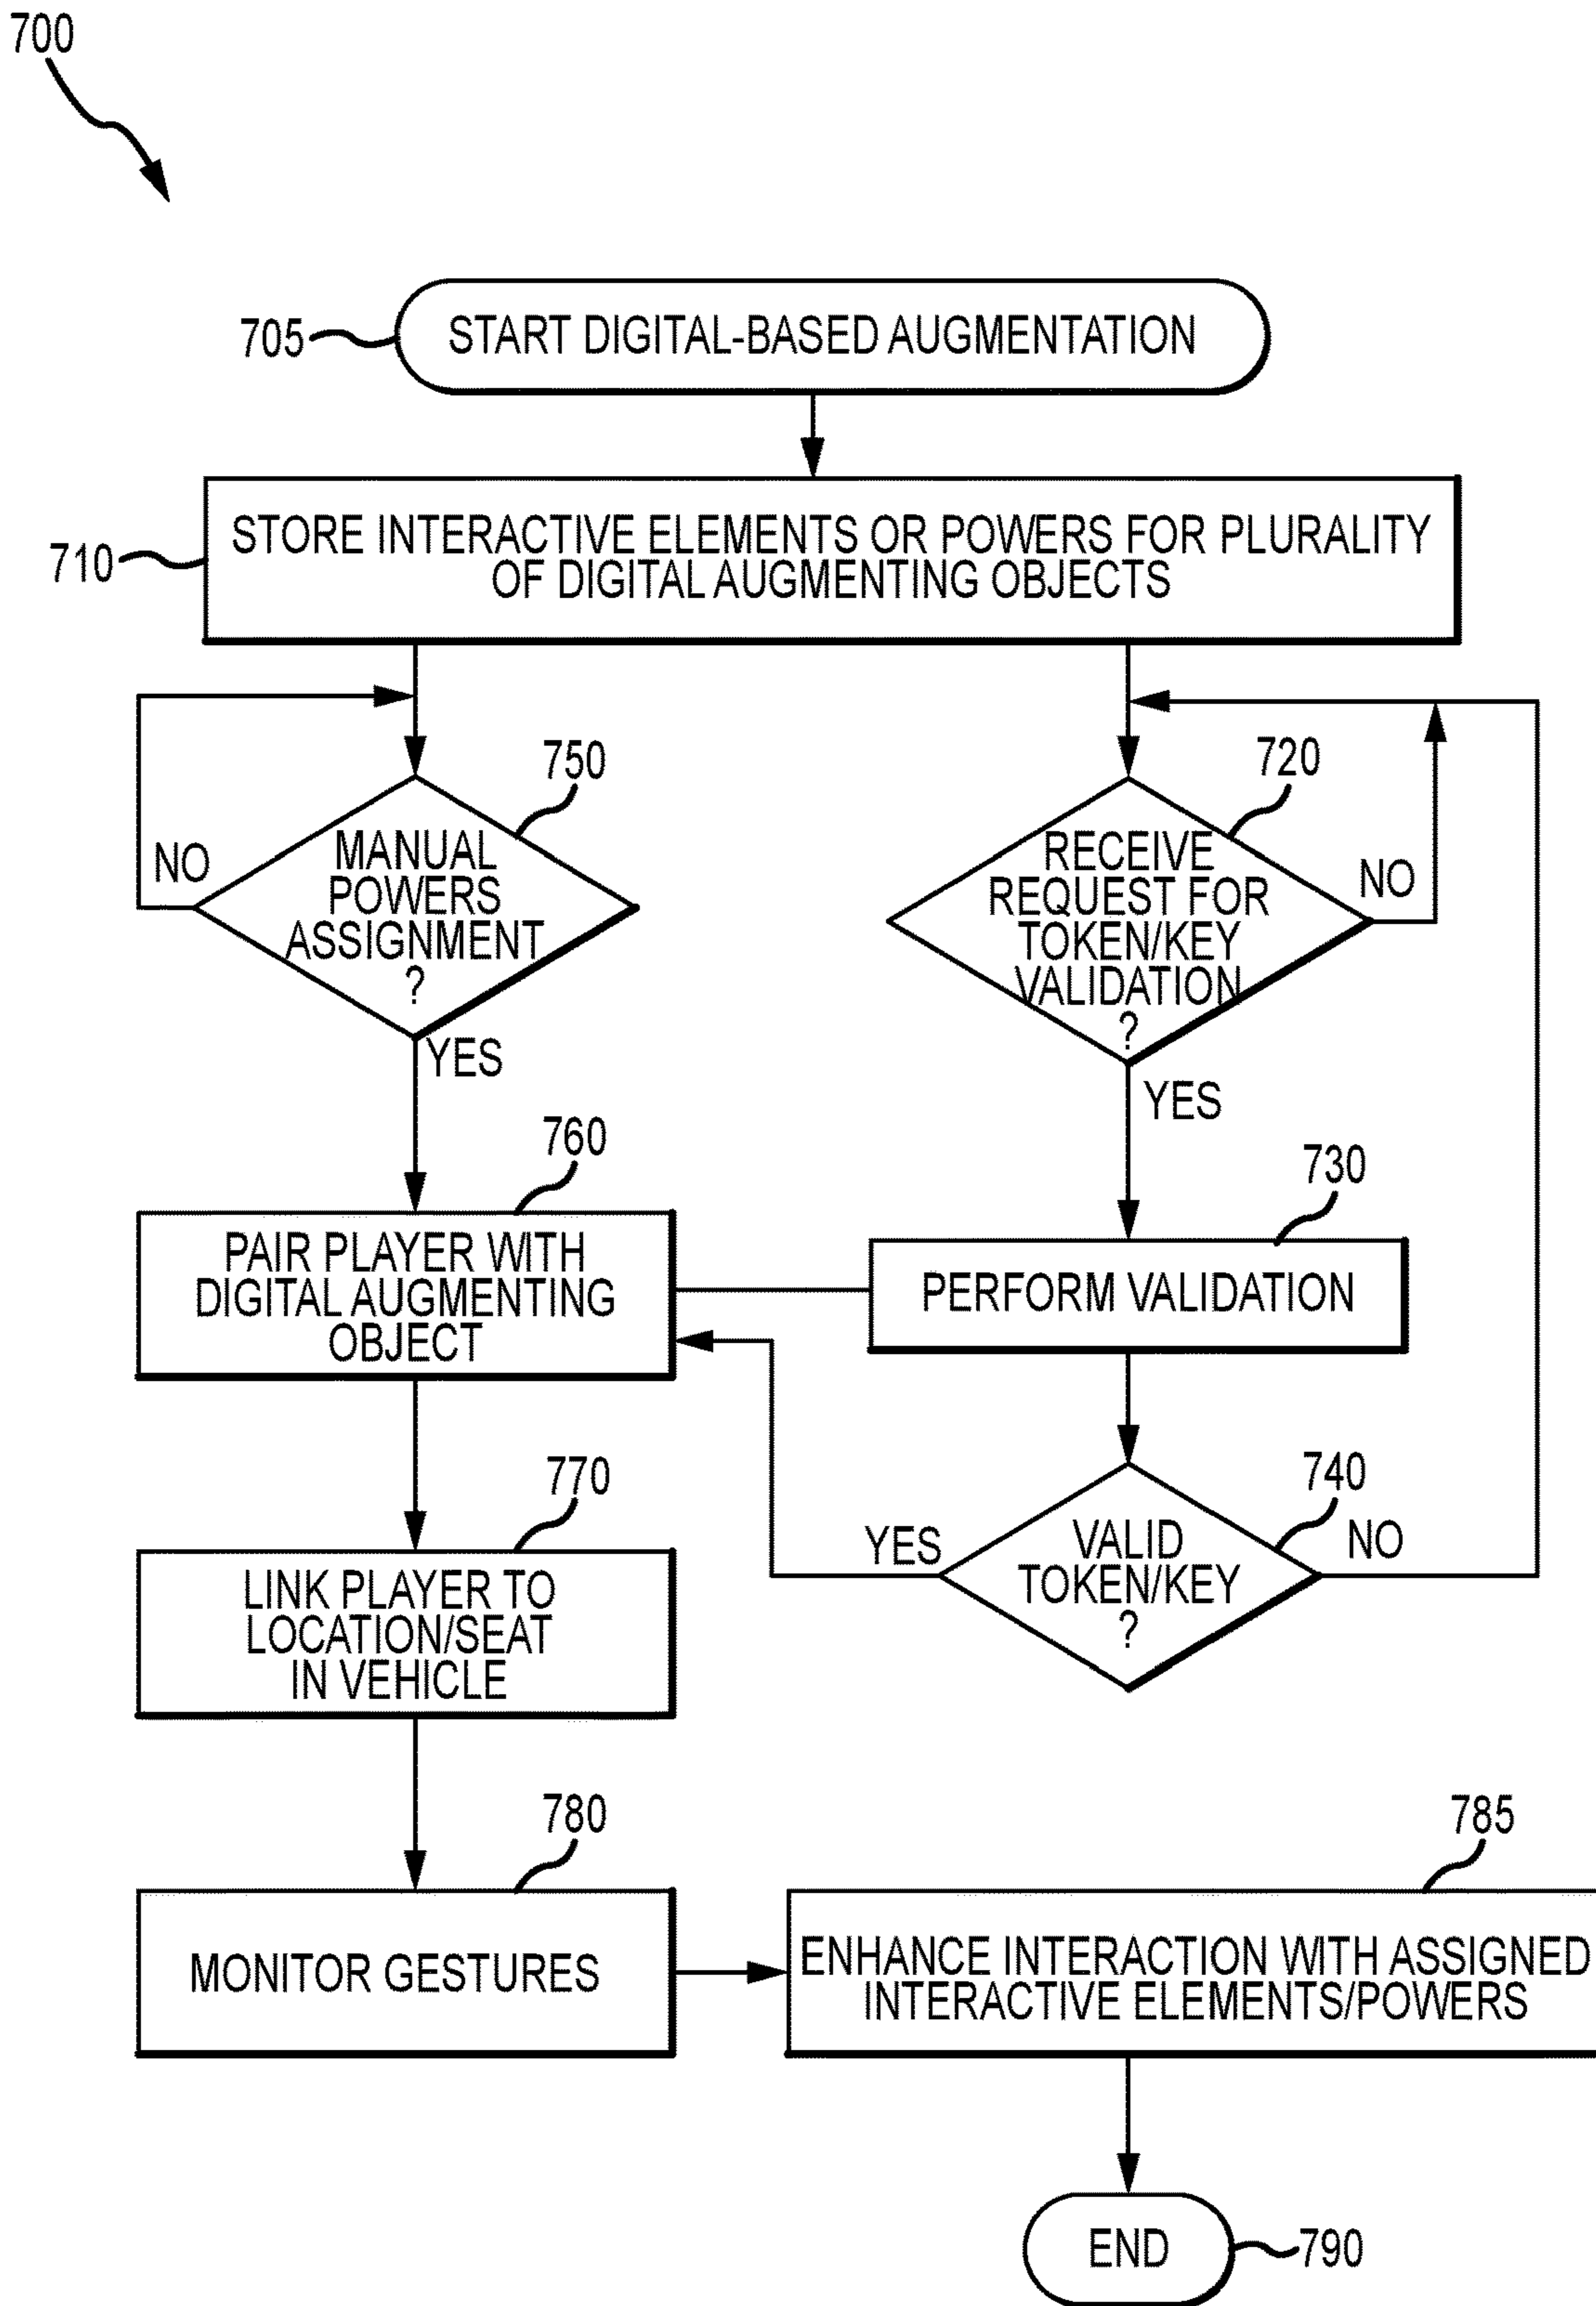 700
705
START DIGITAL-BASED AUGMENTATION
710
STORE INTERACTIVE ELEMENTS OR POWERS FOR PLURALITY
OF DIGITAL AUGMENTING OBJECTS
750
NO
MANUAL
POWERS
ASSIGNMENT
?
YES
720
RECEIVE
REQUEST FOR
TOKEN/KEY
VALIDATION
?
NO
YES
760
PAIR PLAYER WITH
DIGITAL AUGMENTING
OBJECT
730
PERFORM VALIDATION
740
YES
VALID
TOKEN/KEY
?
NO
770
LINK PLAYER TO
LOCATION/SEAT
IN VEHICLE
780
MONITOR GESTURES
785
ENHANCE INTERACTION WITH ASSIGNED
INTERACTIVE ELEMENTS/POWERS
END
790